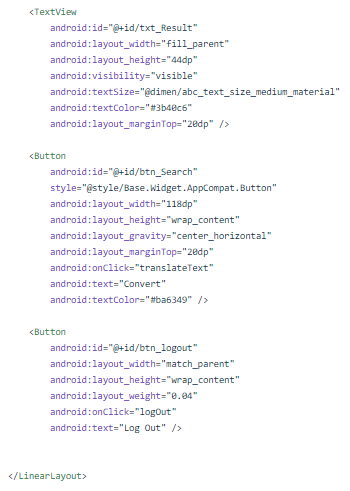 <TextView
android:id="@+id/txt_Result"
android:layout_width="fill_parent"
android:layout_height="44dp"
android:visibility="visible"
android:textSize="@dimen/abc_text_size_medium_material"
android:textColor="#3b40c6"
android:layout_marginTop="20dp" />
<Button
android:id="@+id/btn_Search"
style="@style/Base.Widget.AppCompat.Button"
android:layout_width="118dp"
android:layout_height="wrap_content"
android:layout_gravity="center_horizontal"
android:layout_marginTop="20dp"
android:onClick="translateText"
android:text="Convert"
android:textColor="#ba6349" />
<Button
android:id="@+id/btn_logout"
android:layout_width="match_parent"
android:layout_height="wrap_content"
android:layout_weight="0.04"
android:onClick="logOut"
android:text="Log Out" />
</LinearLayout>